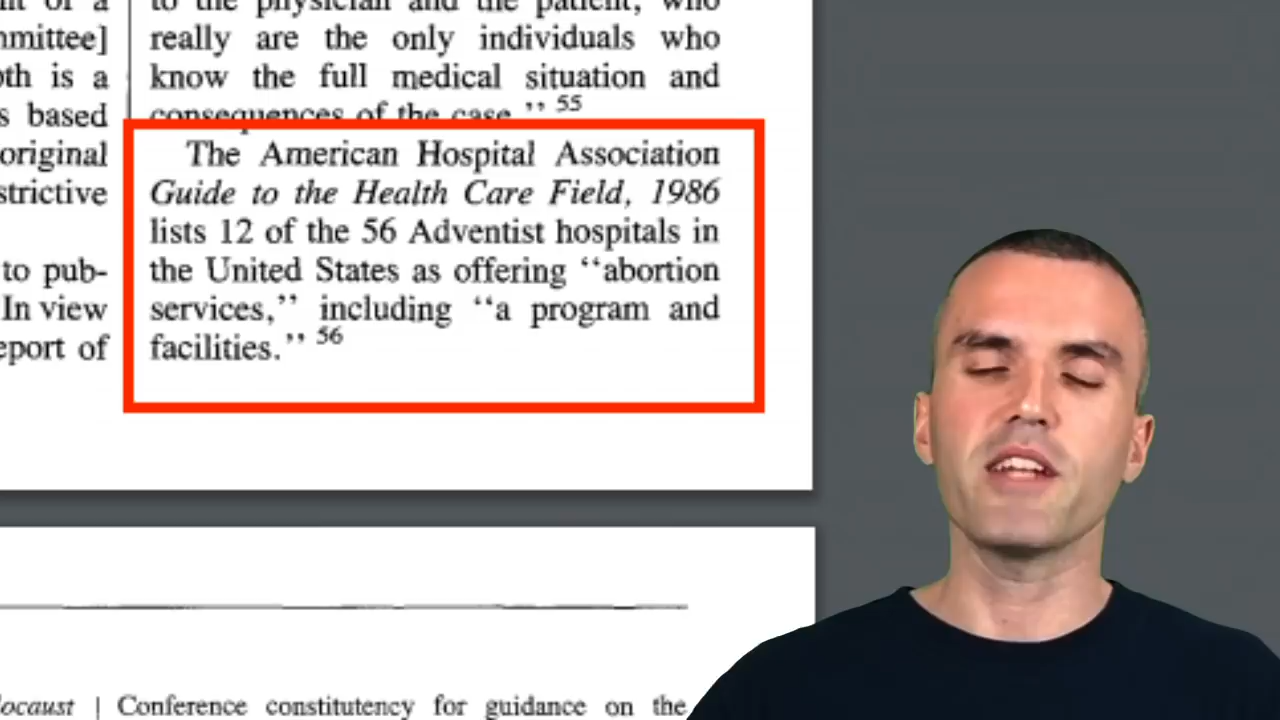 nt of a
mmittee]
oth is a
s based
original
strictive
to pub-
In view
eport of
to the physician and the patient, who
really are the only individuals who
know the full medical situation and
consequences of the case.’’ 55
The American Hospital Association
Guide to the Health Care Field, 1986
lists 12 of the 56 Adventist hospitals in
the United States as offering ‘‘abortion
services,’’ including ‘‘a program and
facilities.’’ 56
locaust | Conference constitutency for guidance on the